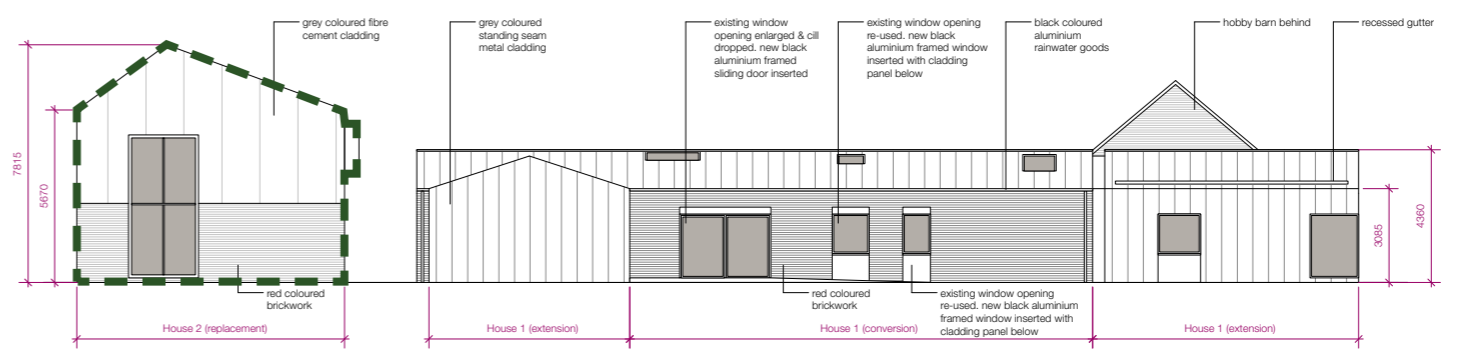 grey coloured fibre
cement cladding
grey coloured
standing seam
metal cladding
existing window
opening enlarged & cill
dropped. new black
aluminium framed
sliding door inserted
existing window opening
re-used. new black
aluminium framed window
inserted with cladding
panel below
black coloured
aluminium
rainwater goods
hobby barn behind
recessed gutter
7815
5670
3085
4360
red coloured
brickwork
red coloured
brickwork
existing window opening
re-used. new black aluminium
framed window inserted with
cladding panel below
House 2 (replacement)
House 1 (extension)
House 1 (conversion)
House 1 (extension)